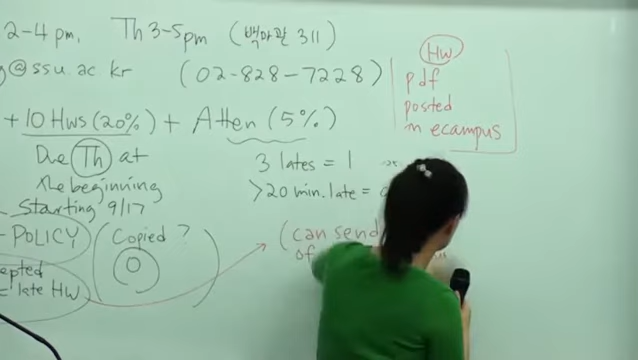 2-4 pm, Th 3-5pm (백마관 311)
@ssu.ac.kr (02-828-7228)
HW
pdf
posted
in ecampus
+ 10 HWs (20%) + Atten (5%)
Due Th at
the beginning
Starting 9/17
3 lates = 1
>20 min. late =
POLICY
(Copied?
0)
(can send
of
= late HW